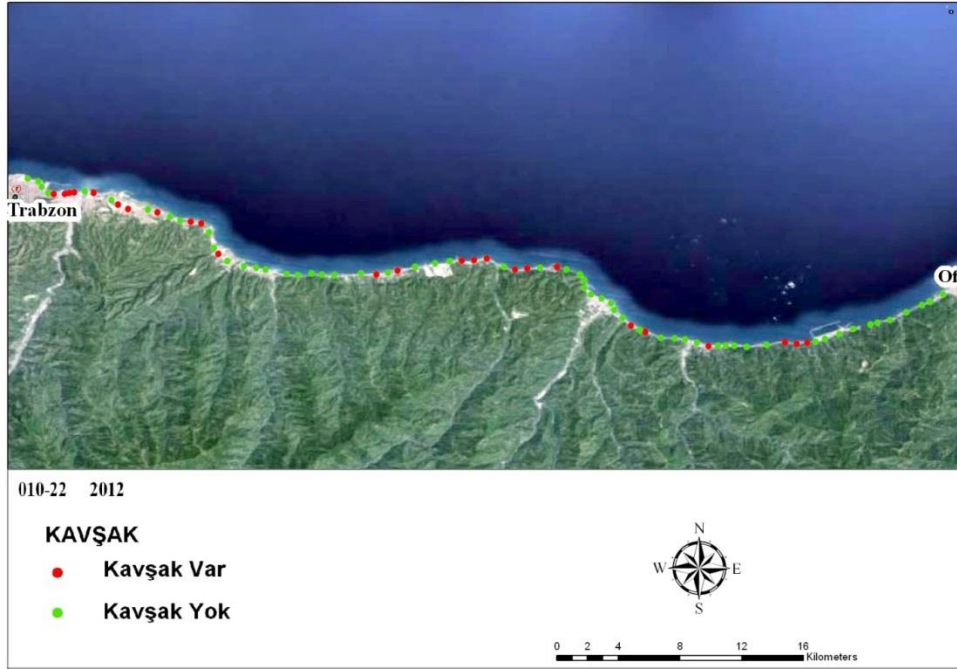 Trabzon
Of
010-22 2012
KAVŞAK
Kavşak Var
Kavşak Yok
N
W E
S
0 2 4 8 12 16
Kilometers